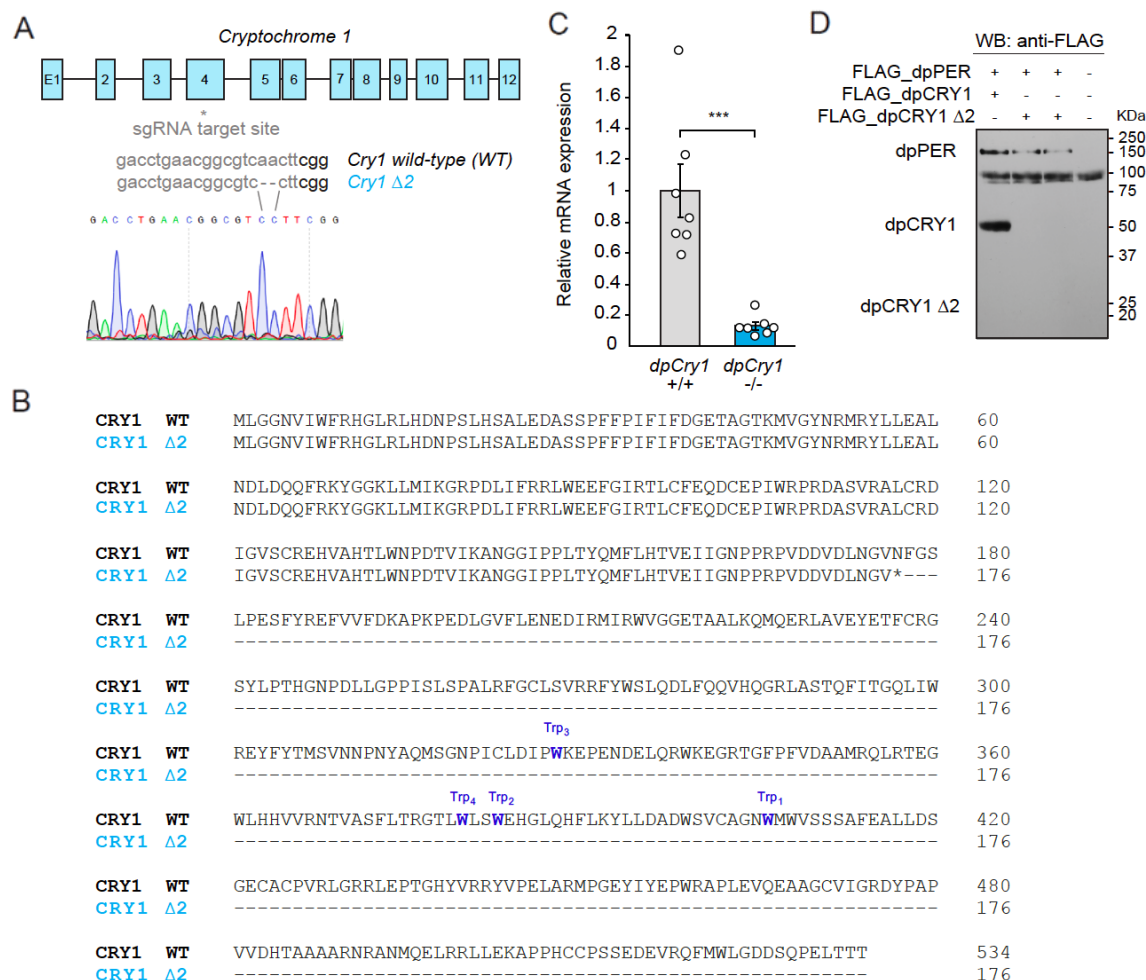 A
Cryptochrome 1
E1 2 3 4 5 6 7 8 9 10 11 12
*
sgRNA target site
gacctgaacggcgtcaacttcgg Cry1 wild-type (WT)
gacctgaacggcgtc--cttcgg Cry1 Δ2
GACCTGAACGGCGTCCTTCGG
C
Relative mRNA expression
2
1.8
1.6
1.4
1.2
1
0.8
0.6
0.4
0.2
0
***
dpCry1 dpCry1
+/+ -/-
D
WB: anti-FLAG
FLAG_dpPER + + + -
FLAG_dpCRY1 + - - -
FLAG_dpCRY1 Δ2 - + + - KDa
dpPER
dpCRY1
dpCRY1 Δ2
250
150
100
75
50
37
25
20
B
CRY1 WT MLGGNVIWFRHGLRLHDNPSLHSALEDASSPFFPIFIFDGETAGTKMVGYNRMRYLLEAL 60
CRY1 Δ2 MLGGNVIWFRHGLRLHDNPSLHSALEDASSPFFPIFIFDGETAGTKMVGYNRMRYLLEAL 60
CRY1 WT NDLDQQFRKYGGKLLMIKGRPDLIFRRLWEEFGIRTLCFEQDCEPIWRPRDASVRALCRD 120
CRY1 Δ2 NDLDQQFRKYGGKLLMIKGRPDLIFRRLWEEFGIRTLCFEQDCEPIWRPRDASVRALCRD 120
CRY1 WT IGVSCREHVAHTLWNPDTVIKANGGIPPLTYQMFLHTVEIIGNPPRPVDDVDLNGVNFGS 180
CRY1 Δ2 IGVSCREHVAHTLWNPDTVIKANGGIPPLTYQMFLHTVEIIGNPPRPVDDVDLNGV*--- 176
CRY1 WT LPESFYREFVVFDKAPKPEDLGVFLENEDIRMIRWVGGETAALKQMQERLAVEYETFCRG 240
CRY1 Δ2 ------------------------------------------------------------ 176
CRY1 WT SYLPTHGNPDLLGPPISLSPALRFGCLSVRRFYWSLQDLFQQVHQGRLASTQFITGQLIW 300
CRY1 Δ2 ------------------------------------------------------------ 176
Trp3
CRY1 WT REYFYTMSVNNPNYAQMSGNPICLDIPWKEPENDELQRWKEGRTGFPFVDAAMRQLRTEG 360
CRY1 Δ2 ------------------------------------------------------------ 176
Trp4 Trp2 Trp1
CRY1 WT WLHHVVRNTVASFLTRGTLWLSWEHGLQHFLKYLLDADWSVCAGNWMWVSSSAFEALLDS 420
CRY1 Δ2 ------------------------------------------------------------ 176
CRY1 WT GECACPVRLGRRLEPTGHYVRRYVPELARMPGEYIYEPWRAPLEVQEAAGCVIGRDYPAP 480
CRY1 Δ2 ------------------------------------------------------------ 176
CRY1 WT VVDHTAAAARNRANMQELRRLLEKAPPHCCPSSEDEVRQFMWLGDDSQPELTTT 534
CRY1 Δ2 ------------------------------------------------------ 176